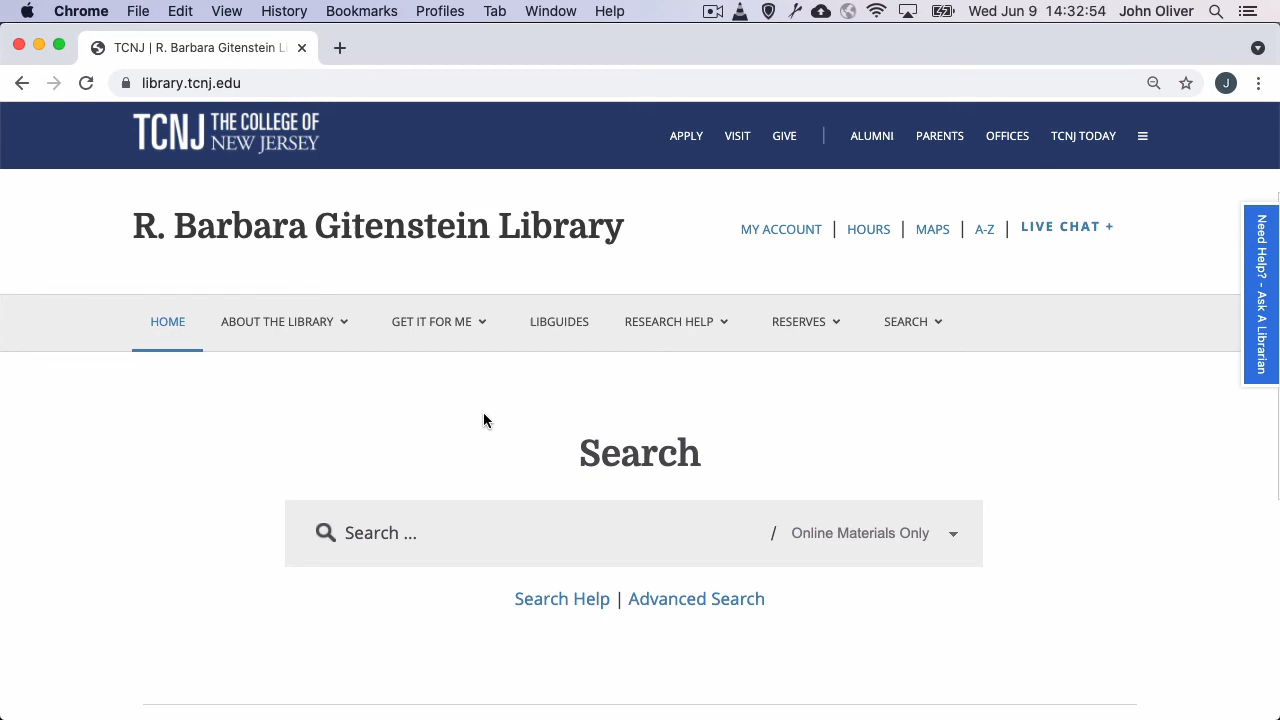 Chrome File Edit View History Bookmarks Profiles Tab Window Help Wed Jun 9 14:32:54 John Oliver
TCNJ | R. Barbara Gitenstein Li
library.tcnj.edu J
TCNJ THE COLLEGE OF NEW JERSEY
APPLY VISIT GIVE | ALUMNI PARENTS OFFICES TCNJ TODAY
R. Barbara Gitenstein Library
MY ACCOUNT | HOURS | MAPS | A-Z | LIVE CHAT +
Need Help? - Ask A Librarian
HOME ABOUT THE LIBRARY GET IT FOR ME LIBGUIDES RESEARCH HELP RESERVES SEARCH
Search
Search ... / Online Materials Only
Search Help | Advanced Search